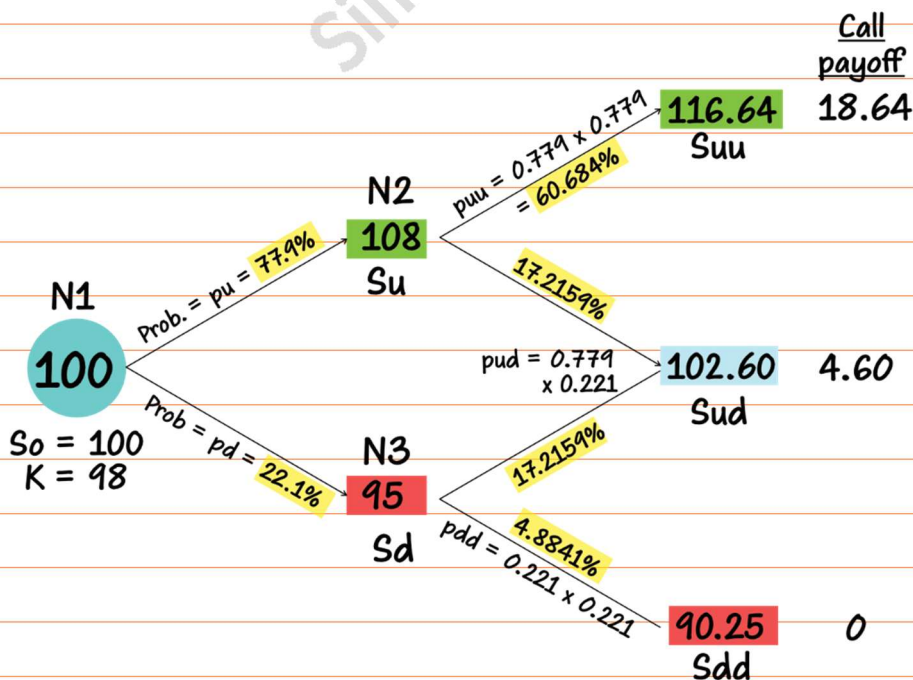 Call
payoff
puu = 0.779 x 0.779
= 60.684%
116.64
18.64
Suu
N2
108
Su
Prob. = pu = 77.9%
17.2159%
N1
100
So = 100
K = 98
pud = 0.779
x 0.221
102.60
4.60
Sud
Prob = pd = 22.1%
N3
95
Sd
17.2159%
4.8841%
pdd = 0.221 x 0.221
90.25
0
Sdd